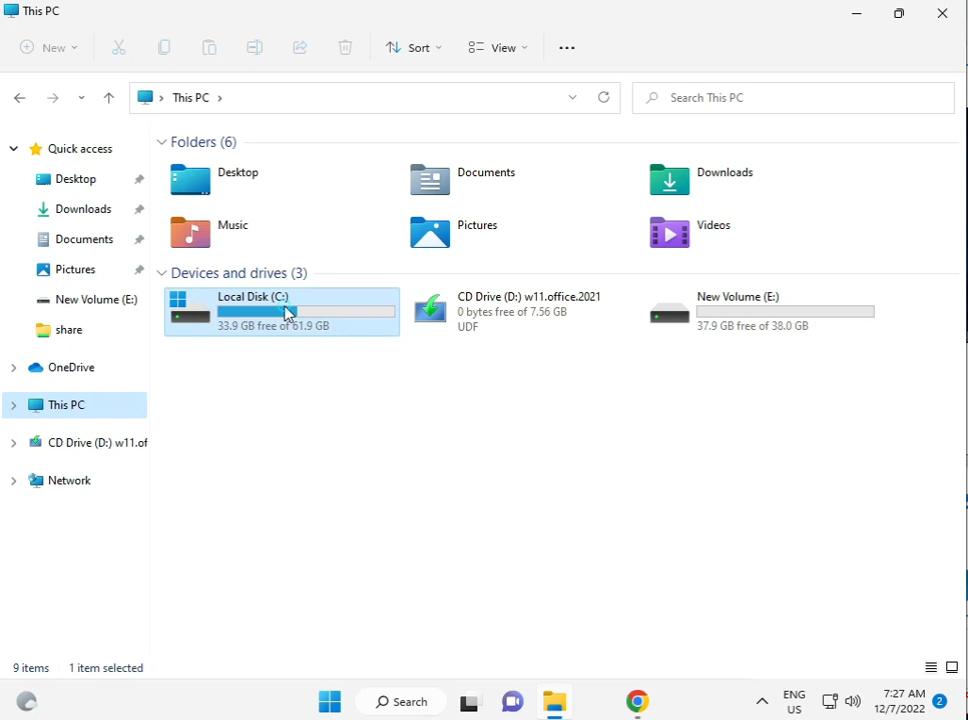 This PC
New
Sort
View
This PC
Search This PC
Quick access
Desktop
Downloads
Documents
Pictures
New Volume (E:)
share
OneDrive
This PC
CD Drive (D:) w11.of
Network
Folders (6)
Desktop
Documents
Downloads
Music
Pictures
Videos
Devices and drives (3)
Local Disk (C:)
33.9 GB free of 61.9 GB
CD Drive (D:) w11.office.2021
0 bytes free of 7.56 GB
UDF
New Volume (E:)
37.9 GB free of 38.0 GB
9 items 1 item selected
Search
ENG
US
7:27 AM
12/7/2022
2